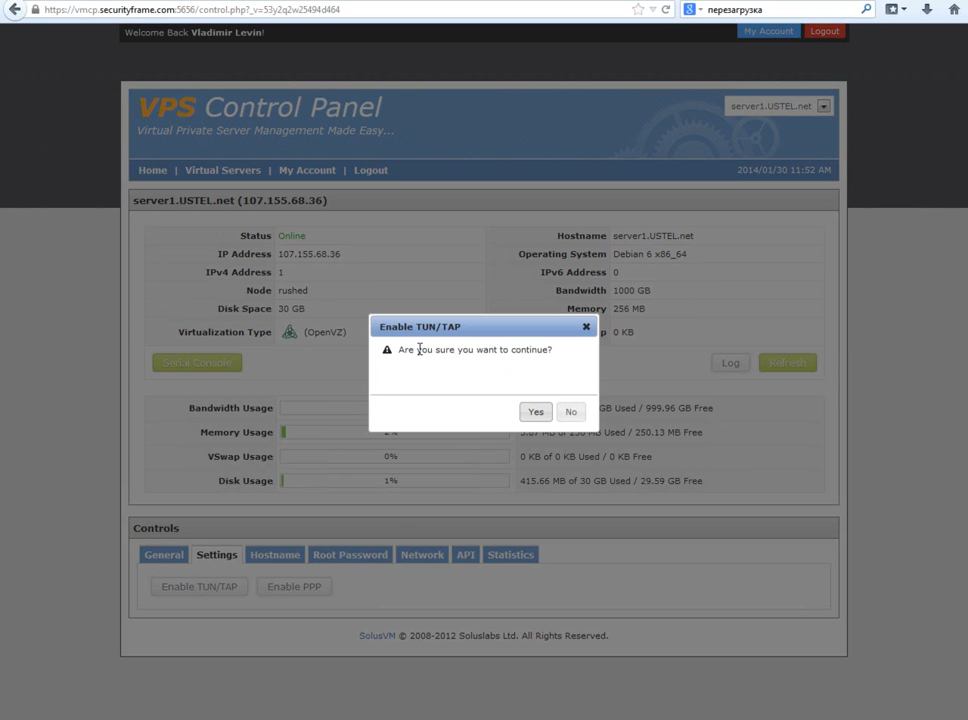 https://vmcp.securityframe.com:5656/control.php?_v=53y2q2w25494d464
перезагрузка
Welcome Back Vladimir Levin!
My Account
Logout
VPS Control Panel
server1.USTEL.net
Virtual Private Server Management Made Easy...
Home | Virtual Servers | My Account | Logout
2014/01/30 11:52 AM
server1.USTEL.net (107.155.68.36)
Status Online
Hostname server1.USTEL.net
IP Address 107.155.68.36
Operating System Debian 6 x86_64
IPv4 Address 1
IPv6 Address 0
Node rushed
Bandwidth 1000 GB
Disk Space 30 GB
Memory 256 MB
Virtualization Type (OpenVZ)
0 KB
Enable TUN/TAP
Are you sure you want to continue?
Yes
No
Serial Console
Log
Refresh
Bandwidth Usage
GB Used / 999.96 GB Free
Memory Usage 2%
of 256 MB Used / 250.13 MB Free
VSwap Usage 0% 0 KB of 0 KB Used / 0 KB Free
Disk Usage 1% 415.66 MB of 30 GB Used / 29.59 GB Free
Controls
General Settings Hostname Root Password Network API Statistics
Enable TUN/TAP
Enable PPP
SolusVM © 2008-2012 Soluslabs Ltd. All Rights Reserved.